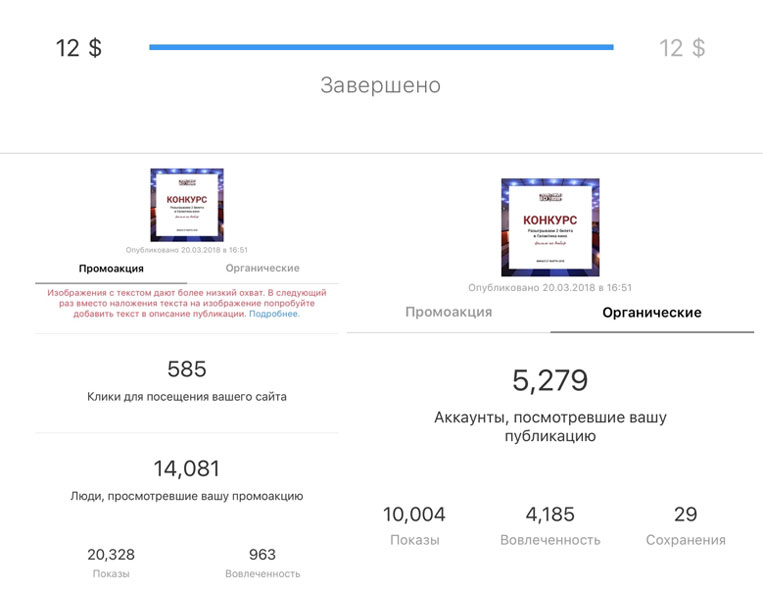 12 $
12 $
Завершено
КОНКУРС
Разыгрываем 2 билета
Опубликовано 20.03.2018 в 16:51
Промоакция
Органические
Изображения с текстом дают более низкий охват. В следующий
раз вместо наложения текста на изображение попробуйте
добавить текст в описание публикации. Подробнее.
585
Клики для посещения вашего сайта
14,081
Люди, просмотревшие вашу промоакцию
20,328
963
Показы
Вовлеченность
КОНКУРС
Разыгрываем 2 билета
в Галактика кино
Опубликовано 20.03.2018 в 16:51
Промоакция
Органические
5,279
Аккаунты, посмотревшие вашу
публикацию
10,004
4,185
29
Показы
Вовлеченность
Сохранения